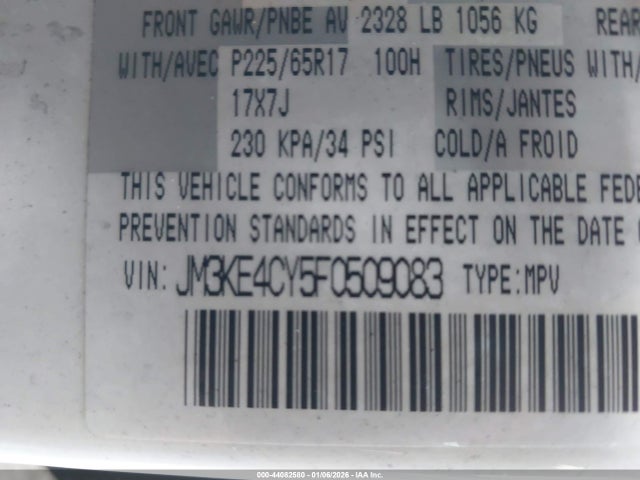 FRONT GAWR/PNBE AV 2328 LB 1056 KG REAR
WITH/AVEC P225/65R17 100H TIRES/PNEUS WITH/
17X7J RIMS/JANTES
230 KPA/34 PSI COLD/A FROID
THIS VEHICLE CONFORMS TO ALL APPLICABLE FEDE
PREVENTION STANDARDS IN EFFECT ON THE DATE
VIN: JM3KE4CY5F0509083 TYPE:MPV
000-44082580 - 01/06/2026 - IAA Inc.